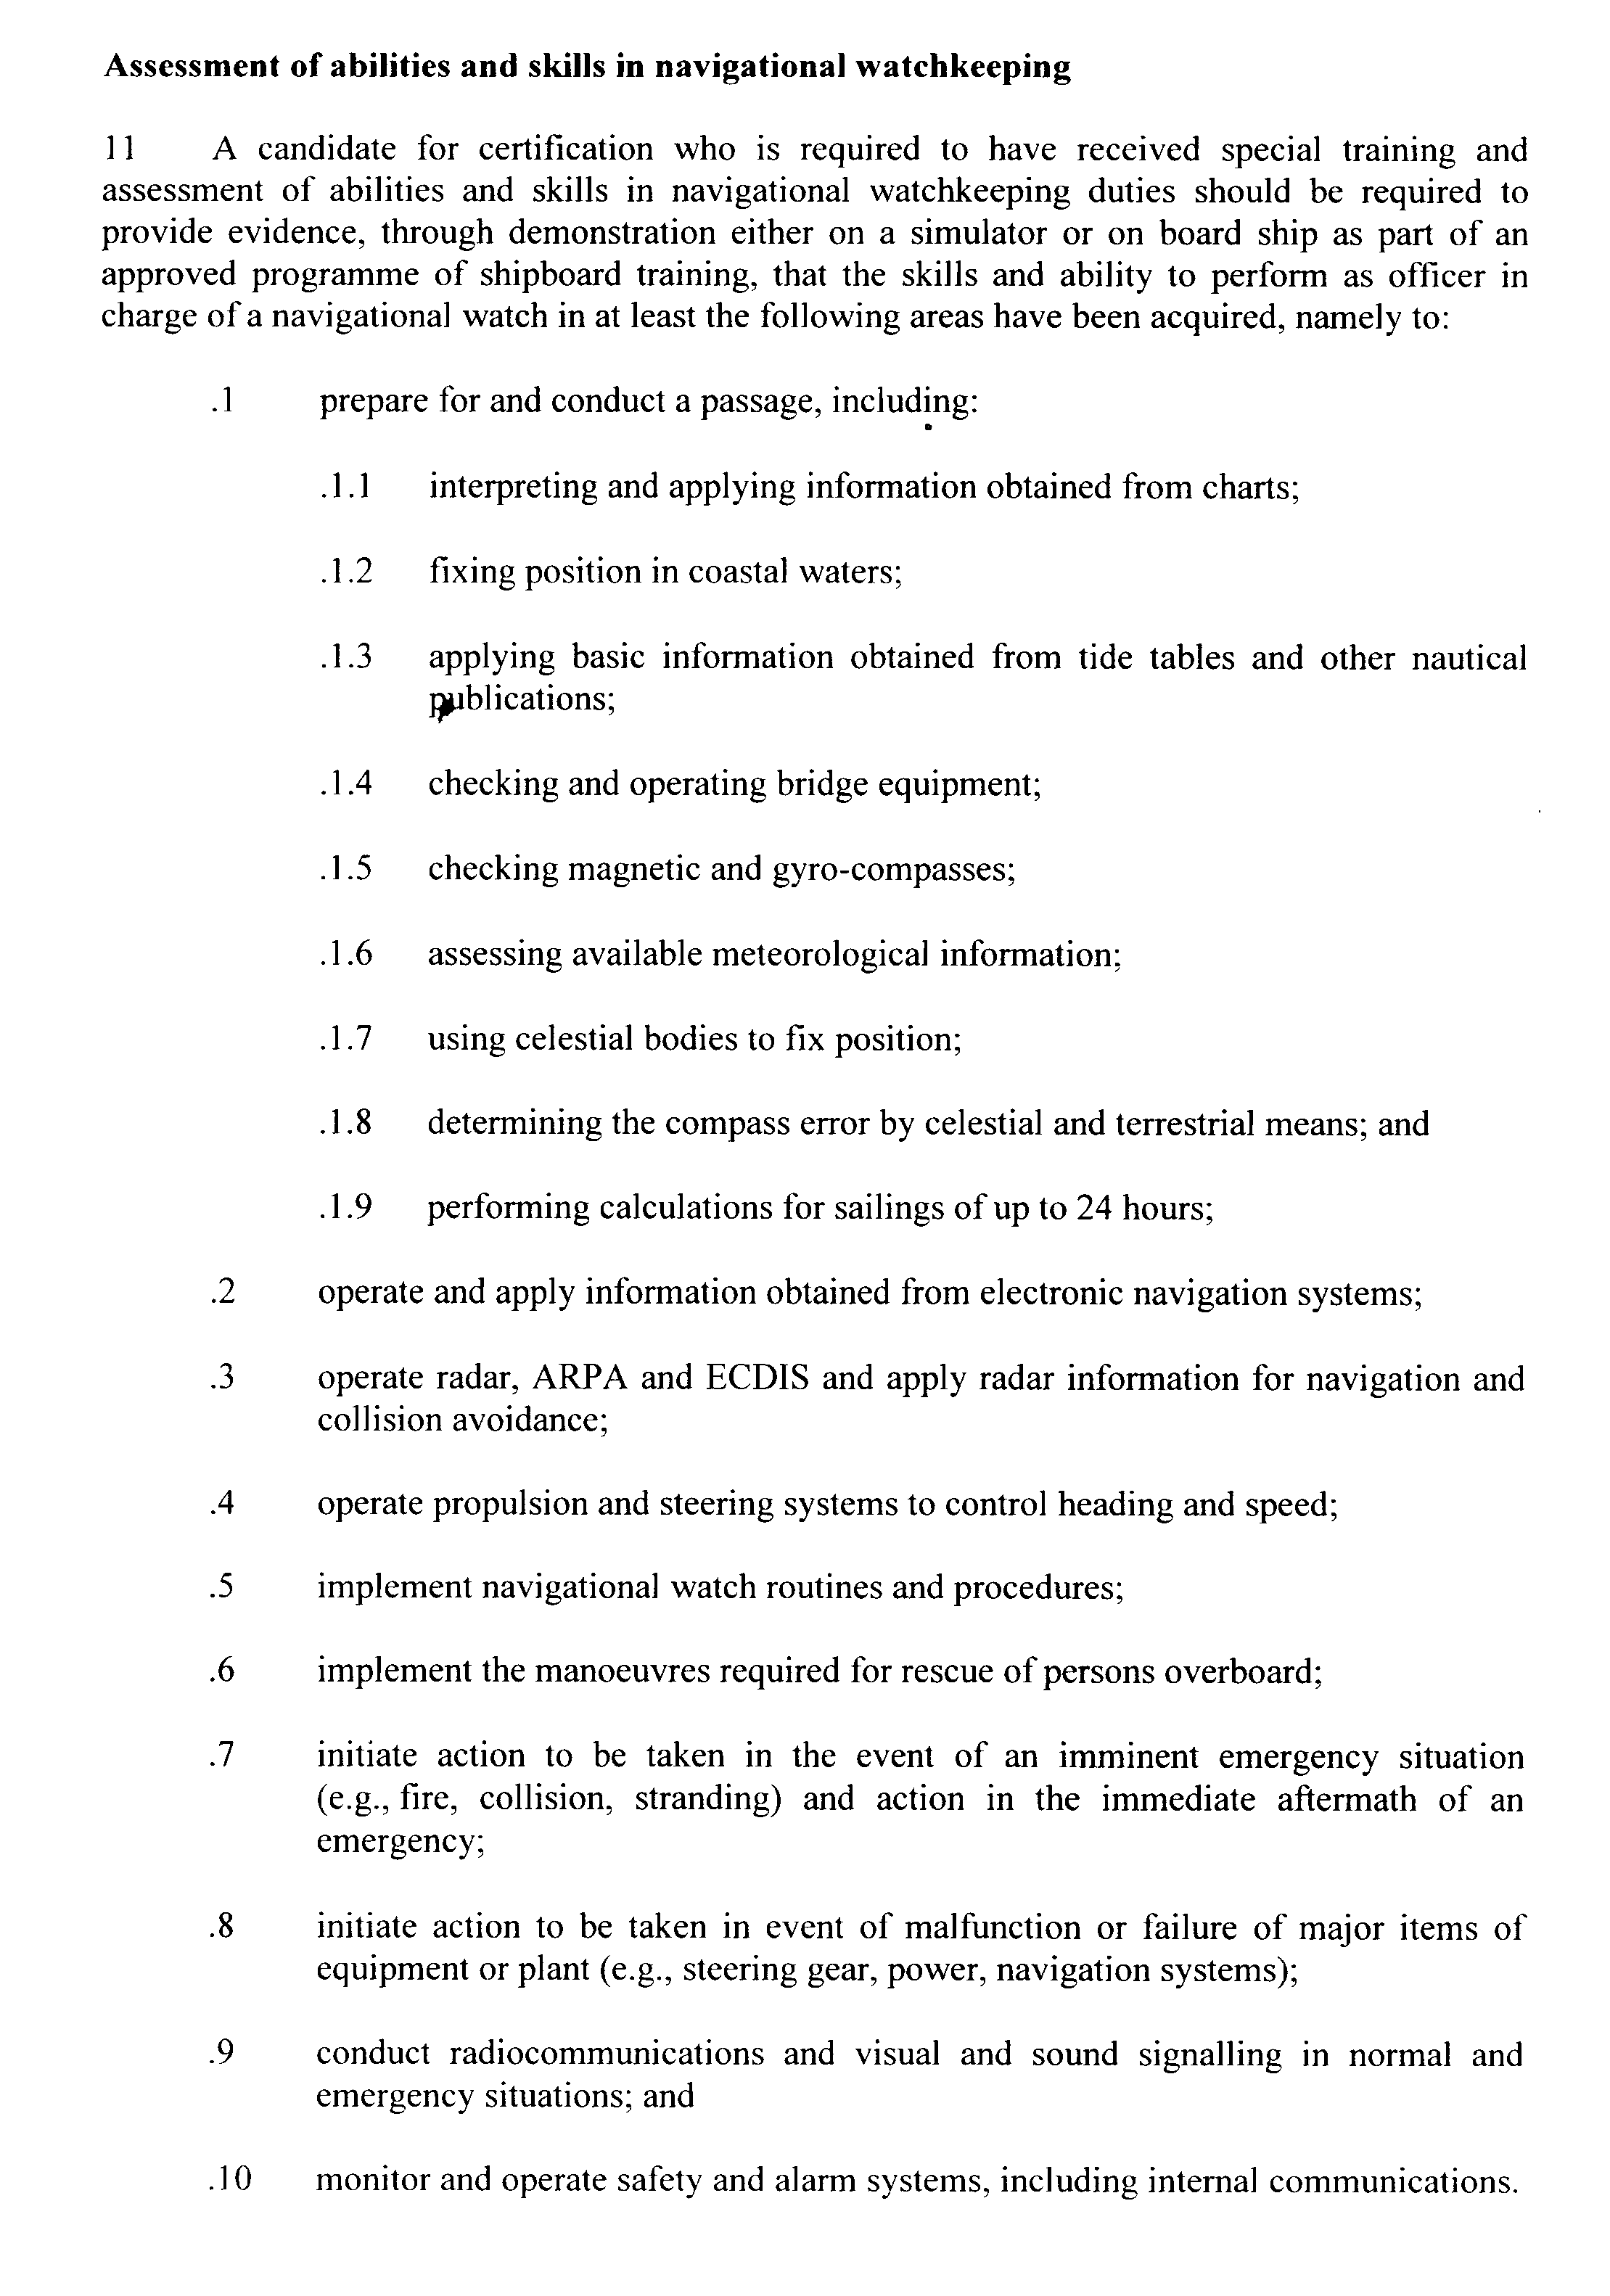 Assessment of abilities and skills in navigational watchkeeping
11 A candidate for certification who is required to have received special training and
assessment of abilities and skills in navigational watchkeeping duties should be required to
provide evidence, through demonstration either on a simulator or on board ship as part of an
approved programme of shipboard training, that the skills and ability to perform as officer in
charge of a navigational watch in at least the following areas have been acquired, namely to:
.1 prepare for and conduct a passage, including:
.1.1 interpreting and applying information obtained from charts;
.1.2 fixing position in coastal waters;
.1.3 applying basic information obtained from tide tables and other nautical
publications;
.1.4 checking and operating bridge equipment;
.1.5 checking magnetic and gyro-compasses;
.1.6 assessing available meteorological information;
.1.7 using celestial bodies to fix position;
.1.8 determining the compass error by celestial and terrestrial means; and
.1.9 performing calculations for sailings of up to 24 hours;
.2 operate and apply information obtained from electronic navigation systems;
.3 operate radar, ARPA and ECDIS and apply radar information for navigation and
collision avoidance;
.4 operate propulsion and steering systems to control heading and speed;
.5 implement navigational watch routines and procedures;
.6 implement the manoeuvres required for rescue of persons overboard;
.7 initiate action to be taken in the event of an imminent emergency situation
(e.g., fire, collision, stranding) and action in the immediate aftermath of an
emergency;
.8 initiate action to be taken in event of malfunction or failure of major items of
equipment or plant (e.g., steering gear, power, navigation systems);
.9 conduct radiocommunications and visual and sound signalling in normal and
emergency situations; and
.10 monitor and operate safety and alarm systems, including internal communications.